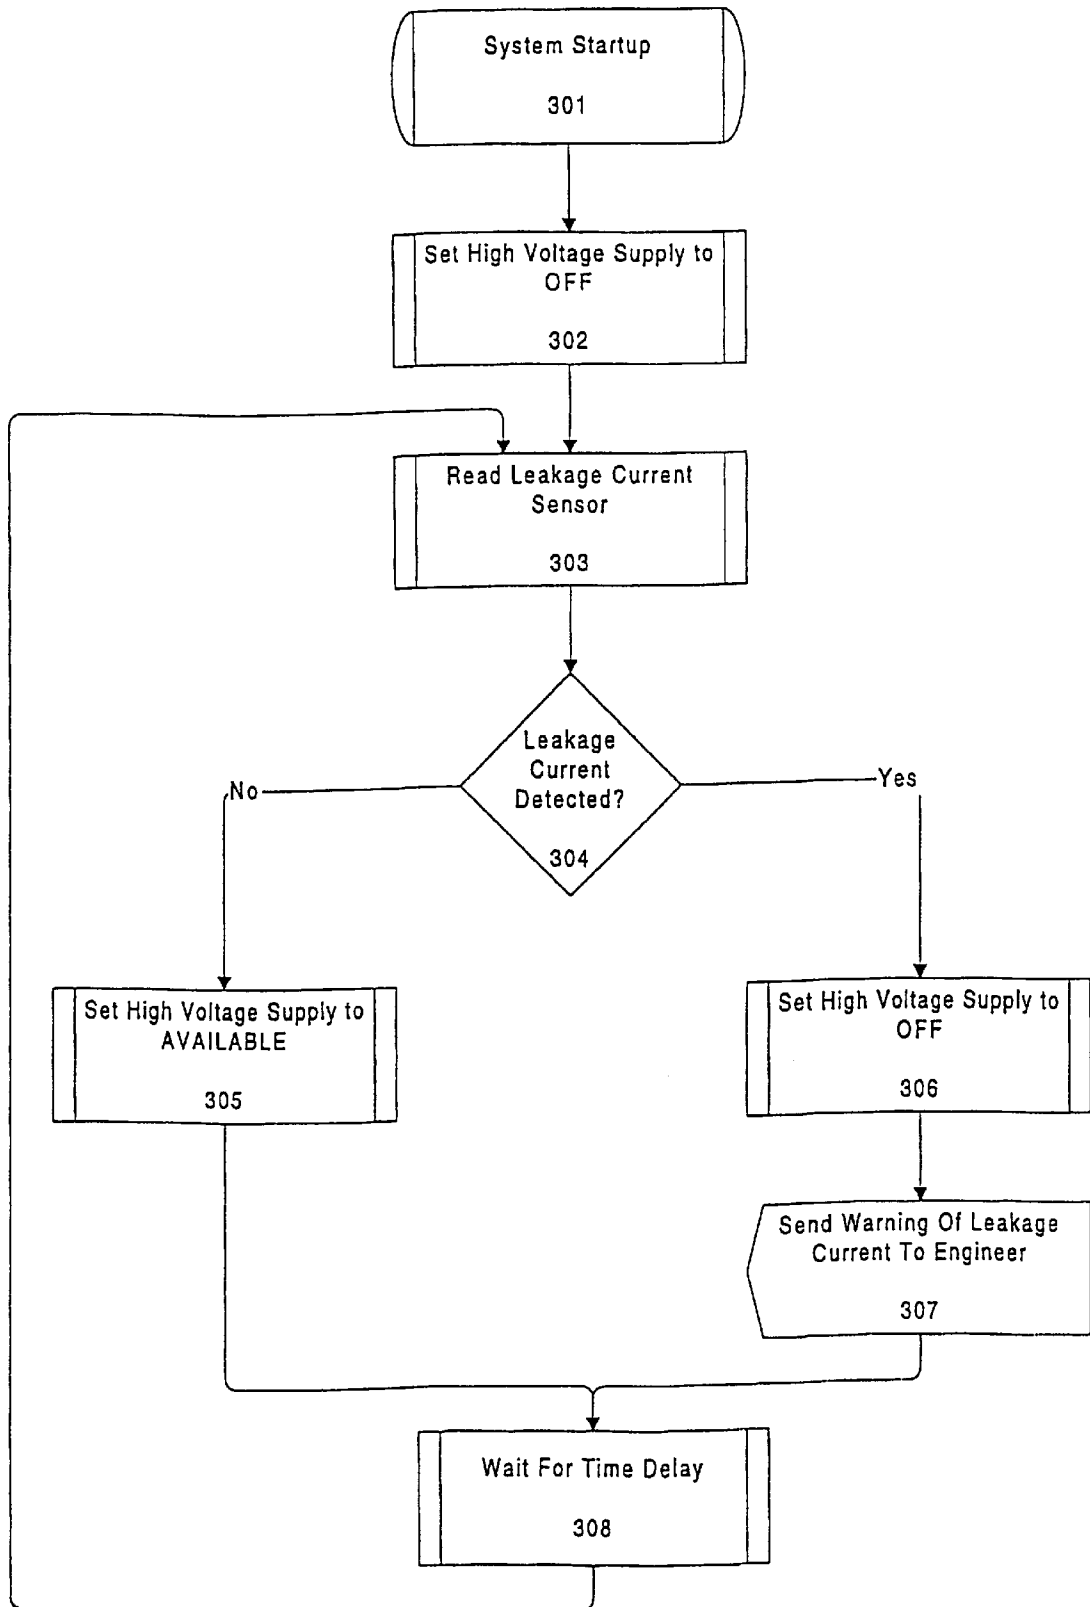 System Startup
301
Set High Voltage Supply to
OFF
302
Read Leakage Current
Sensor
303
Leakage
Current
Detected?
304
No
Yes
Set High Voltage Supply to
AVAILABLE
305
Set High Voltage Supply to
OFF
306
Send Warning Of Leakage
Current To Engineer
307
Wait For Time Delay
308